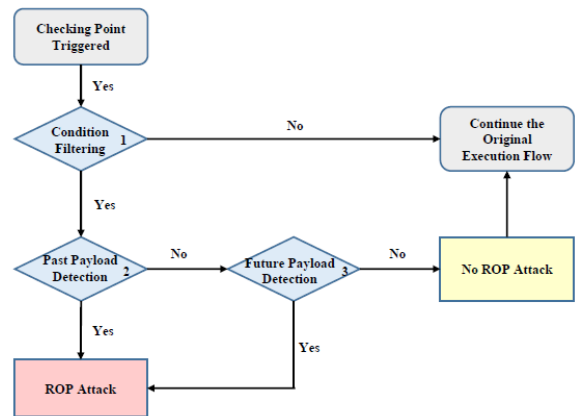 Checking Point
Triggered
Yes
Condition
Filtering 1
No
Continue the
Original
Execution Flow
Yes
Past Payload
Detection 2
No
Future Payload
Detection 3
No
No ROP Attack
Yes
Yes
ROP Attack